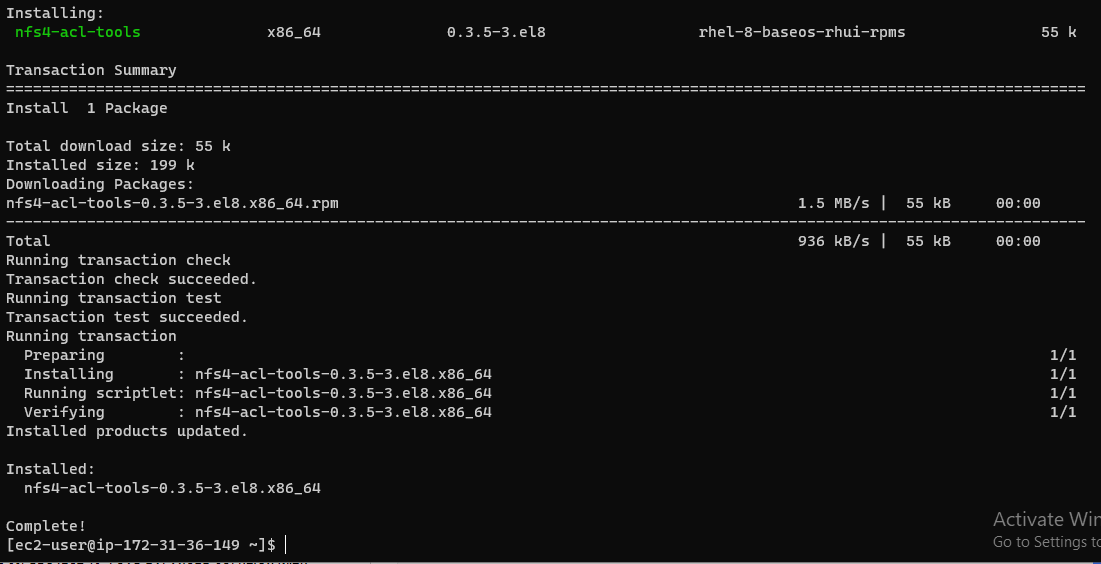 Installing:
nfs4-acl-tools x86_64 0.3.5-3.el8 rhel-8-baseos-rhui-rpms 55 k
Transaction Summary
================================================================================
Install  1 Package
Total download size: 55 k
Installed size: 199 k
Downloading Packages:
nfs4-acl-tools-0.3.5-3.el8.x86_64.rpm 1.5 MB/s | 55 kB 00:00
--------------------------------------------------------------------------------
Total 936 kB/s | 55 kB 00:00
Running transaction check
Transaction check succeeded.
Running transaction test
Transaction test succeeded.
Running transaction
Preparing : 1/1
Installing : nfs4-acl-tools-0.3.5-3.el8.x86_64 1/1
Running scriptlet: nfs4-acl-tools-0.3.5-3.el8.x86_64 1/1
Verifying : nfs4-acl-tools-0.3.5-3.el8.x86_64 1/1
Installed products updated.
Installed:
nfs4-acl-tools-0.3.5-3.el8.x86_64
Complete!
[ec2-user@ip-172-31-36-149 ~]$
Activate Win
Go to Settings to